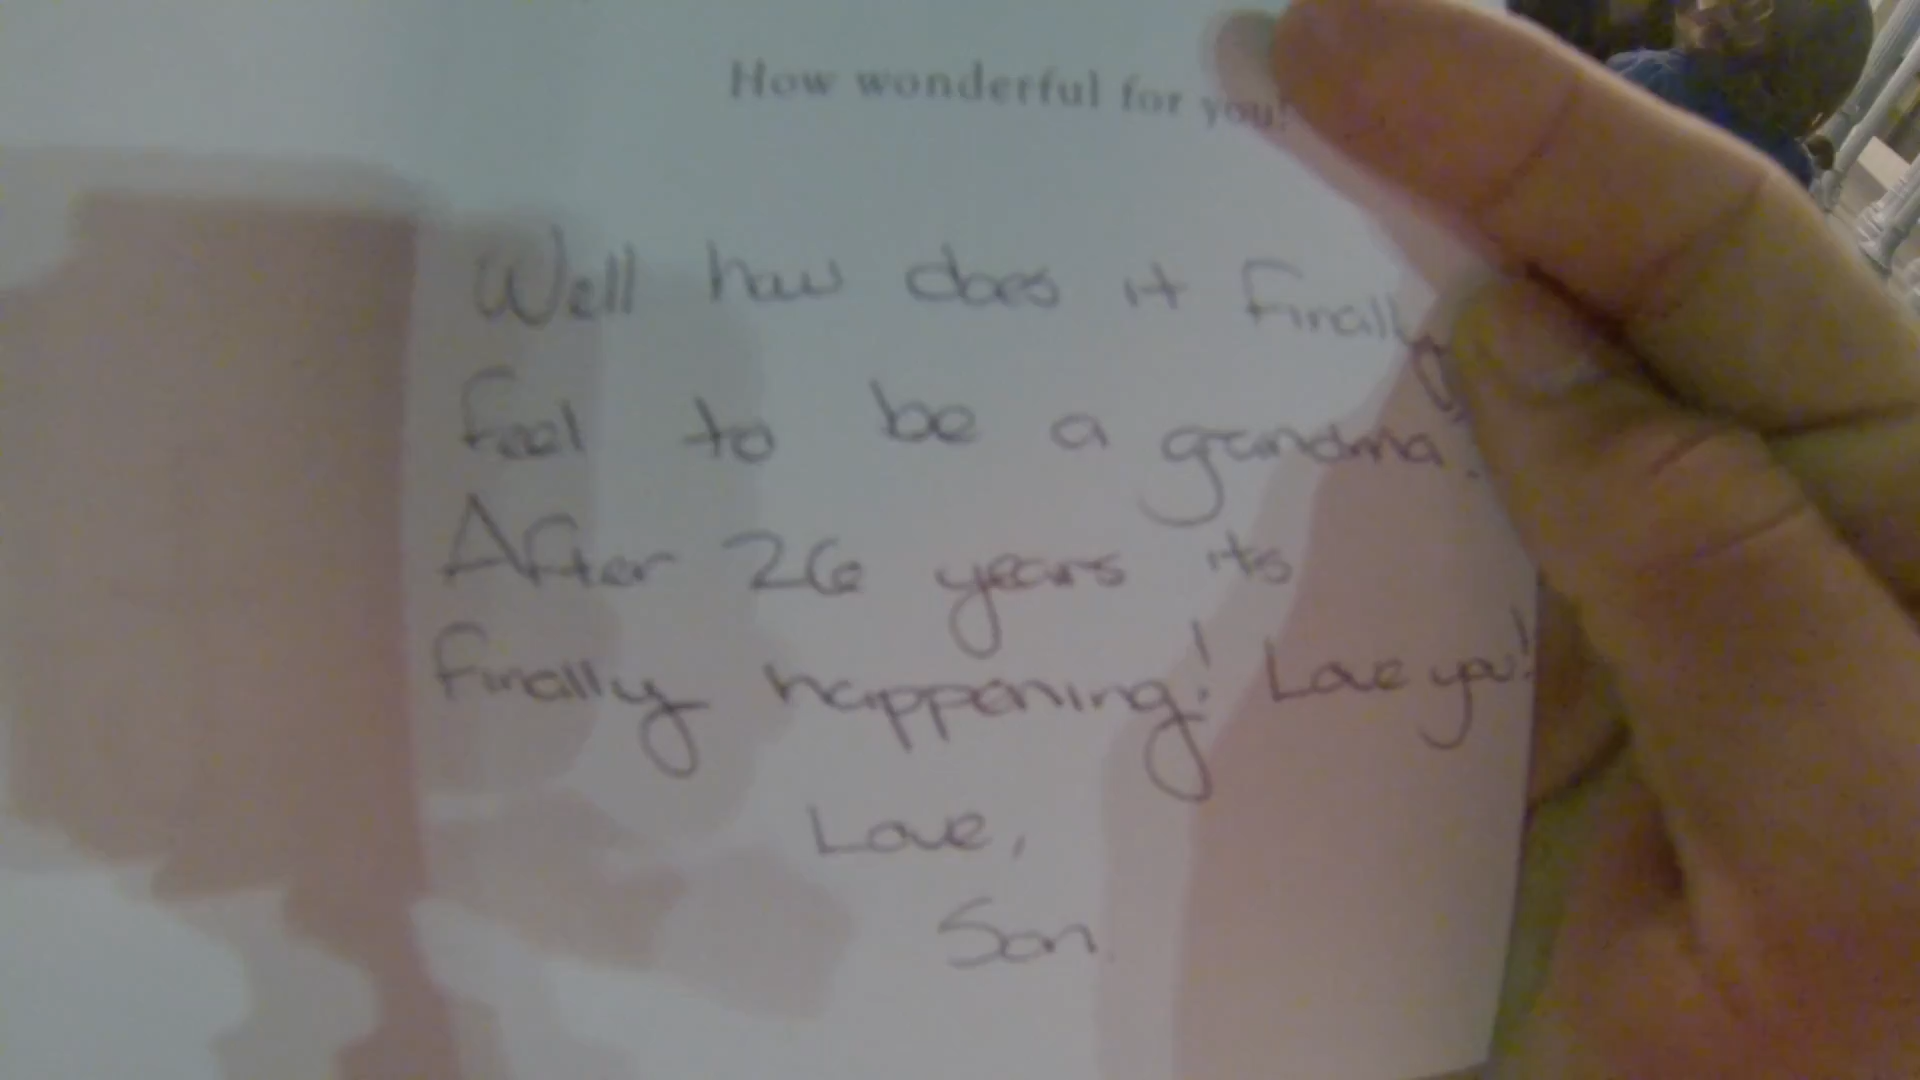 How wonderful for you!
Well how does it finally
feel to be a grandma?
After 26 years its
finally happening! Love you!
Love,
Son